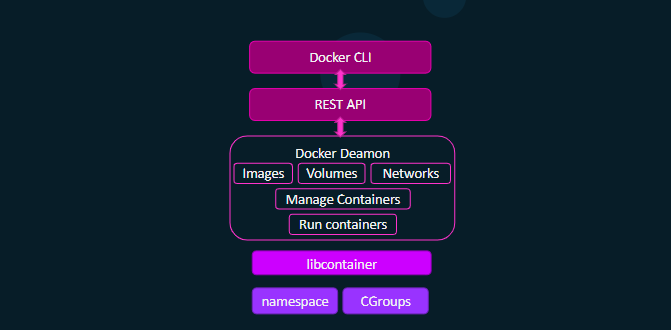 Docker CLI
REST API
Docker Deamon
Images Volumes Networks
Manage Containers
Run containers
libcontainer
namespace CGroups